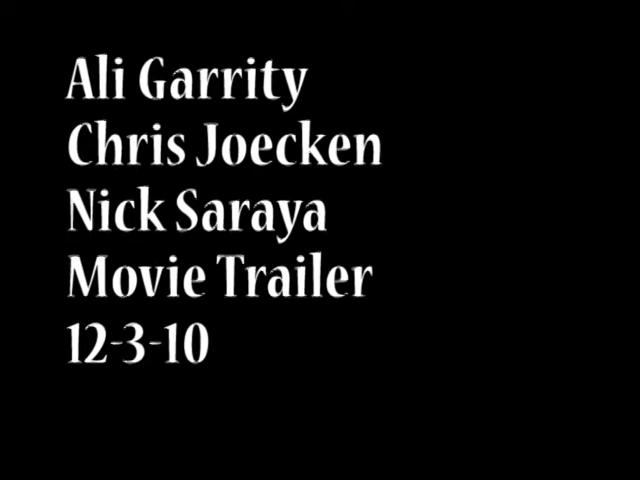 Ali Garrity
Chris Joecken
Nick Saraya
Movie Trailer
12-3-10